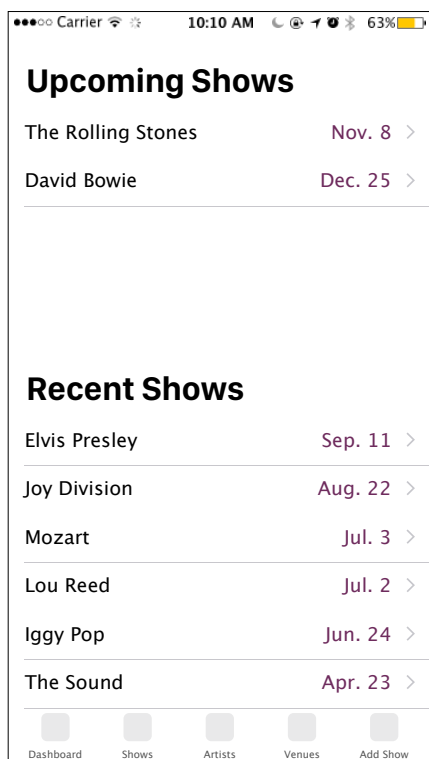 Carrier 10:10 AM 63%
Upcoming Shows
The Rolling Stones Nov. 8
David Bowie Dec. 25
Recent Shows
Elvis Presley Sep. 11
Joy Division Aug. 22
Mozart Jul. 3
Lou Reed Jul. 2
Iggy Pop Jun. 24
The Sound Apr. 23
Dashboard Shows Artists Venues Add Show